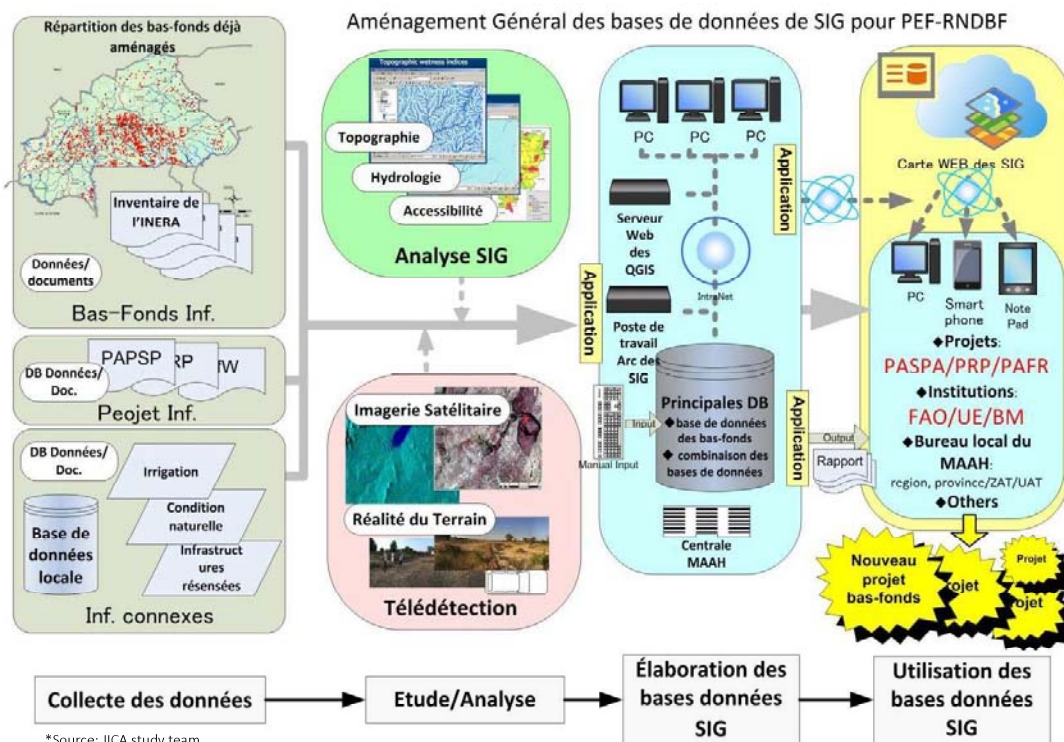 Aménagement Général des bases de données de SIG pour PEF-RNDBF
Répartition des bas-fonds déjà
aménagés
Inventaire de
l'INERA
Données/
documents
Bas-Fonds Inf.
DB Données/
Doc.
PAPSP
RP
fW
Peojet Inf.
DB Données/
Doc.
Irrigation
Condition
naturelle
Infrastruct
ures
résensées
Base de
données
locale
Inf. connexes
Topographic wetness indices
Topographie
Hydrologie
Accessibilité
Analyse SIG
Imagerie Satélitaire
Réalité du Terrain
Télédétection
Application
PC
PC
PC
Serveur
Web
des
QGIS
IntraNet
Poste de
travail
Arc des
SIG
Manual Input
Input
Principales DB
◆ base de données
des bas-fonds
◆ combinaison des
bases de données
Centrale
MAAH
Application
Application
Output
Rapport
Carte WEB des SIG
PC
Smart
phone
Note
Pad
◆Projets:
PASPA/PRP/PAFR
◆Institutions:
FAO/UE/BM
◆Bureau local du
MAAH:
region, province/ZAT/UAT
◆Others
Nouveau
projet
bas-fonds
rojet
Projet
rojet
Collecte des données
Etude/Analyse
Élaboration des
bases données
SIG
Utilisation des
bases données
SIG
*Source: JICA study team